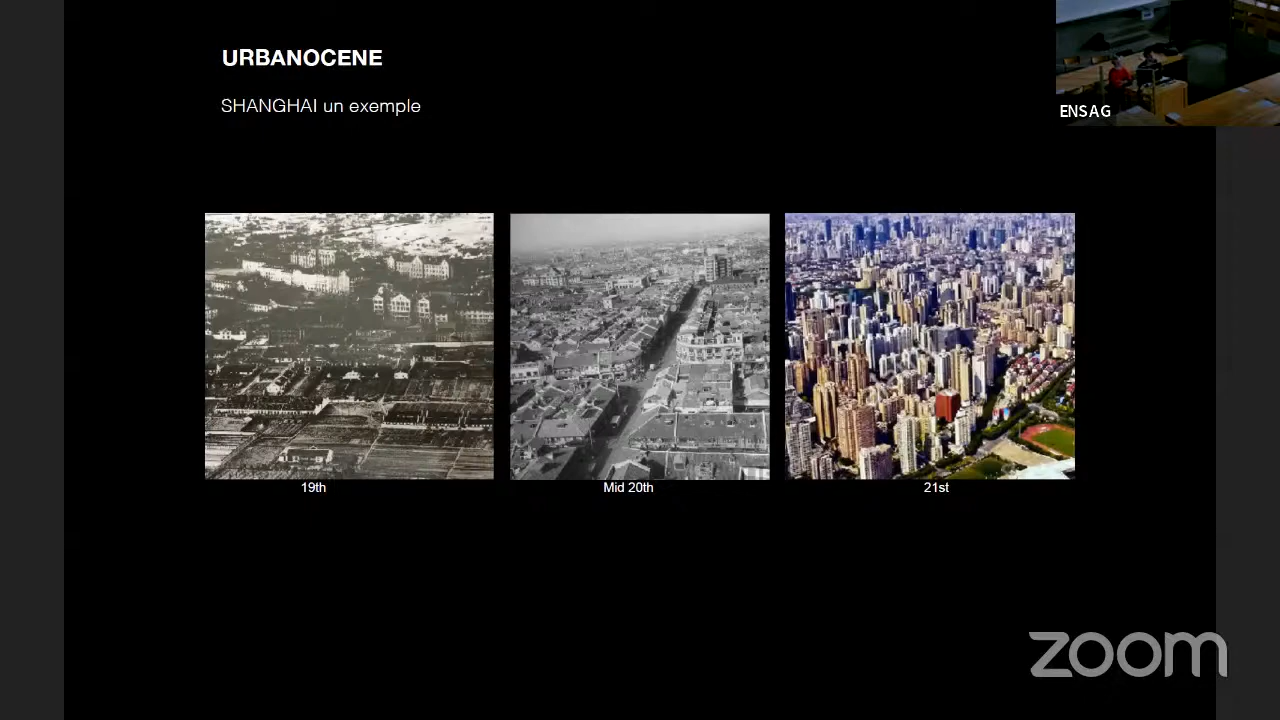 URBANOCENE
SHANGHAI un exemple
ENSAG
19th
Mid 20th
21st
zoom